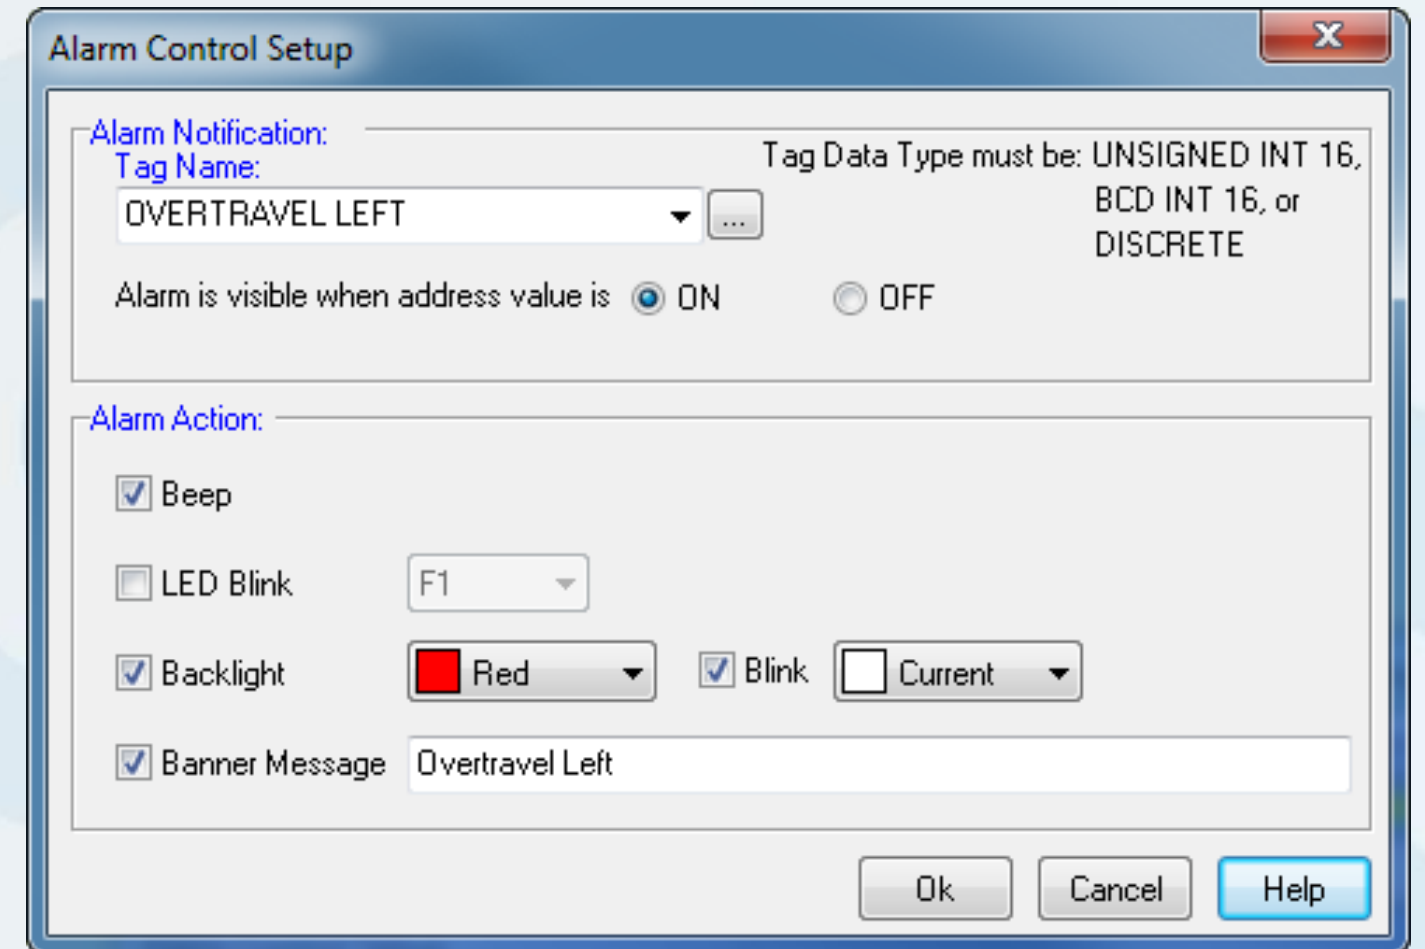 Alarm Control Setup
Alarm Notification:
Tag Name:
Tag Data Type must be: UNSIGNED INT 16,
BCD INT 16, or
DISCRETE
OVERTRAVEL LEFT
...
Alarm is visible when address value is ON OFF
Alarm Action:
Beep
LED Blink F1
Backlight Red Blink Current
Banner Message Overtravel Left
Ok Cancel Help